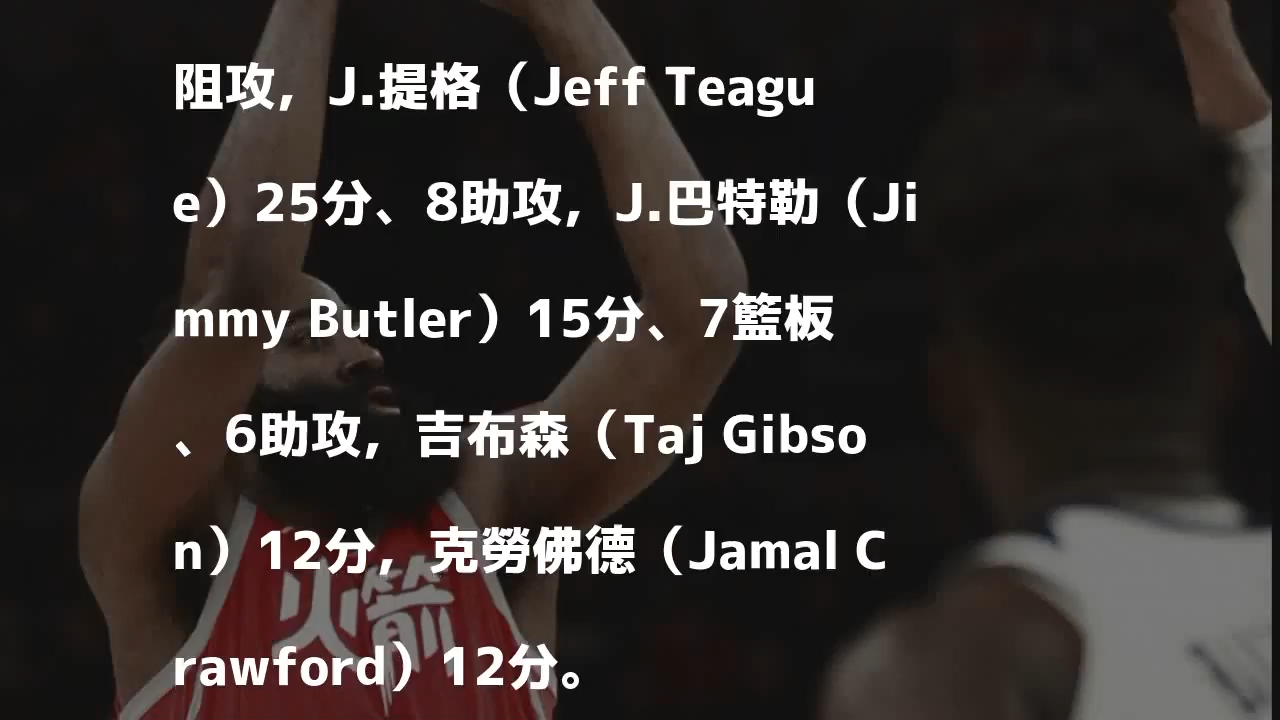 阻攻，J.提格（Jeff Teagu
e）25分、8助攻，J.巴特勒（Ji
mmy Butler）15分、7籃板
、6助攻，吉布森（Taj Gibso
n）12分，克勞佛德（Jamal C
rawford）12分。
火箭